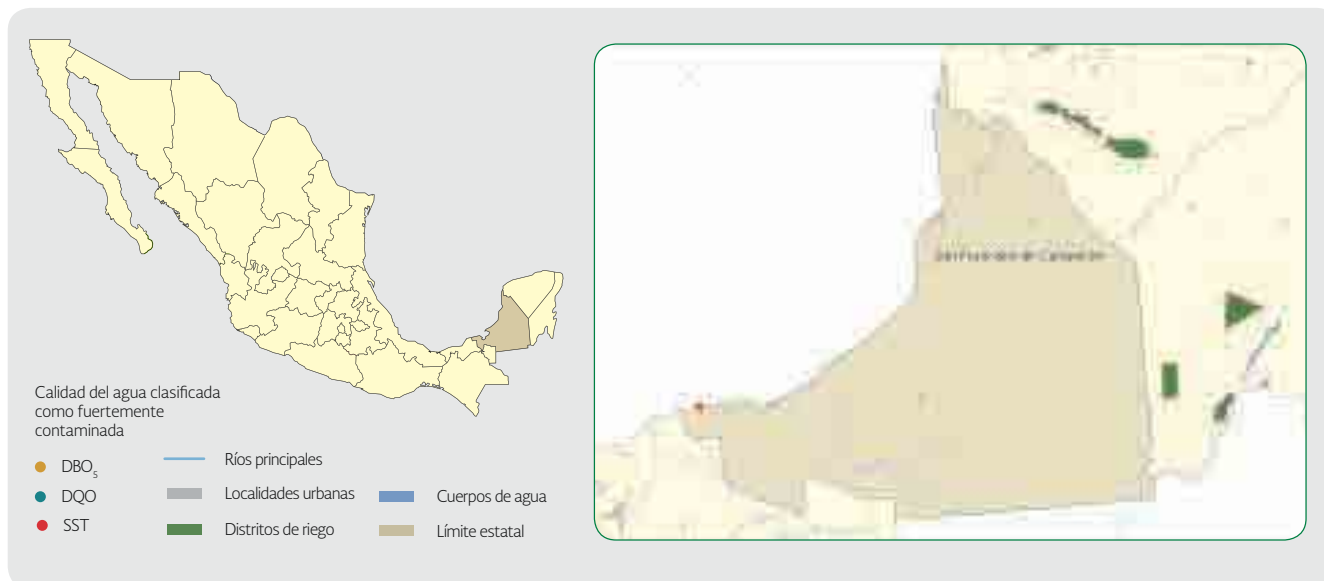 Calidad del agua clasificada
como fuertemente
contaminada
DBO5
DQO
SST
Ríos principales
Localidades urbanas
Distritos de riego
Cuerpos de agua
Límite estatal